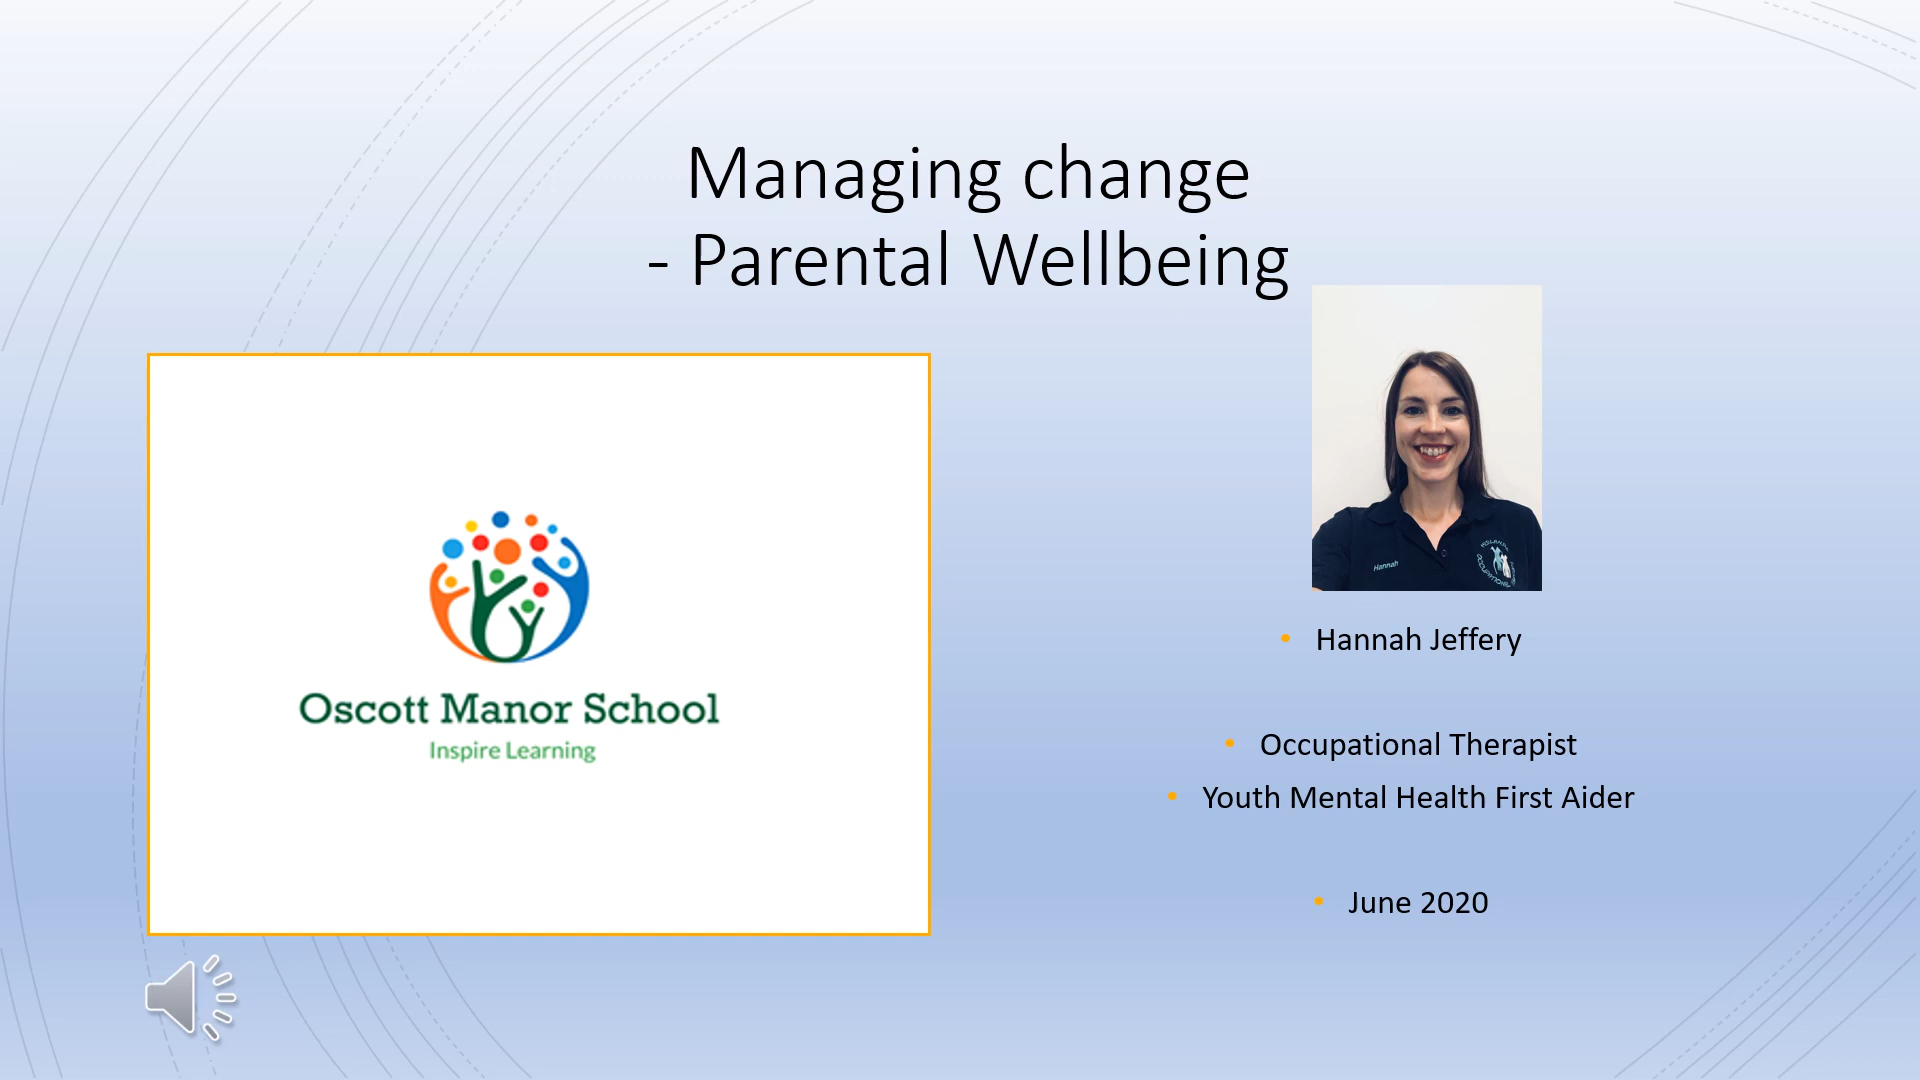 Managing change
- Parental Wellbeing
Oscott Manor School
Inspire Learning
Hannah
• Hannah Jeffery
• Occupational Therapist
• Youth Mental Health First Aider
• June 2020